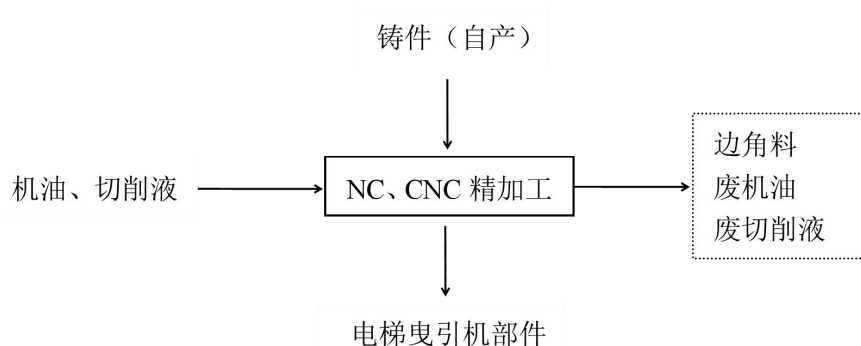 铸件（自产）
机油、切削液
NC、CNC 精加工
边角料
废机油
废切削液
电梯曳引机部件